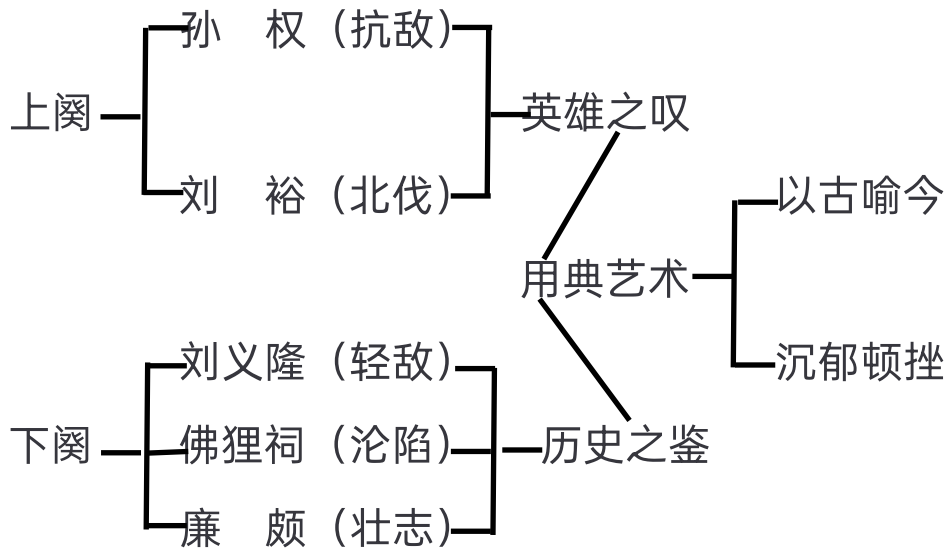 孙　权（抗敌）
上阕
英雄之叹
刘　裕（北伐）
以古喻今
用典艺术
刘义隆（轻敌）
沉郁顿挫
下阕
佛狸祠（沦陷）
历史之鉴
廉　颇（壮志）